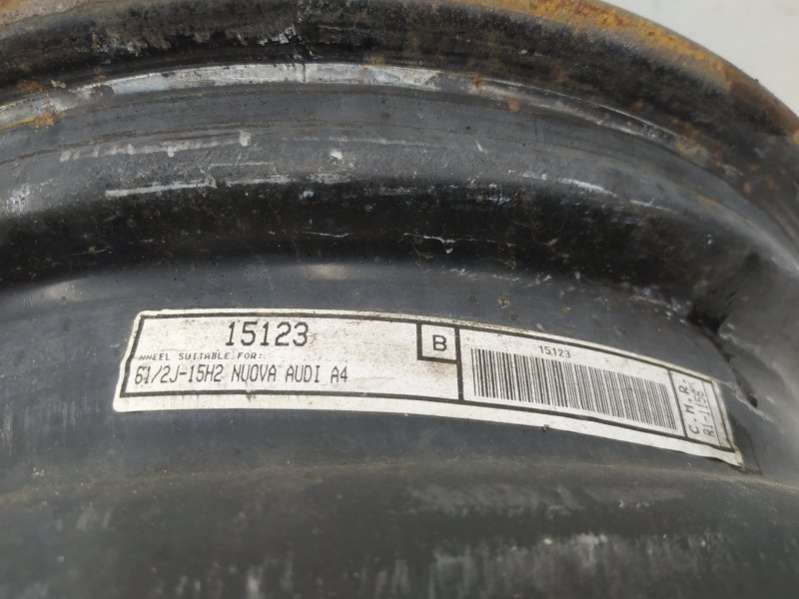 15123
WHEEL SUITABLE FOR:
61/2J-15H2 NUOVA AUDI A4
B
15123
C.M.R.